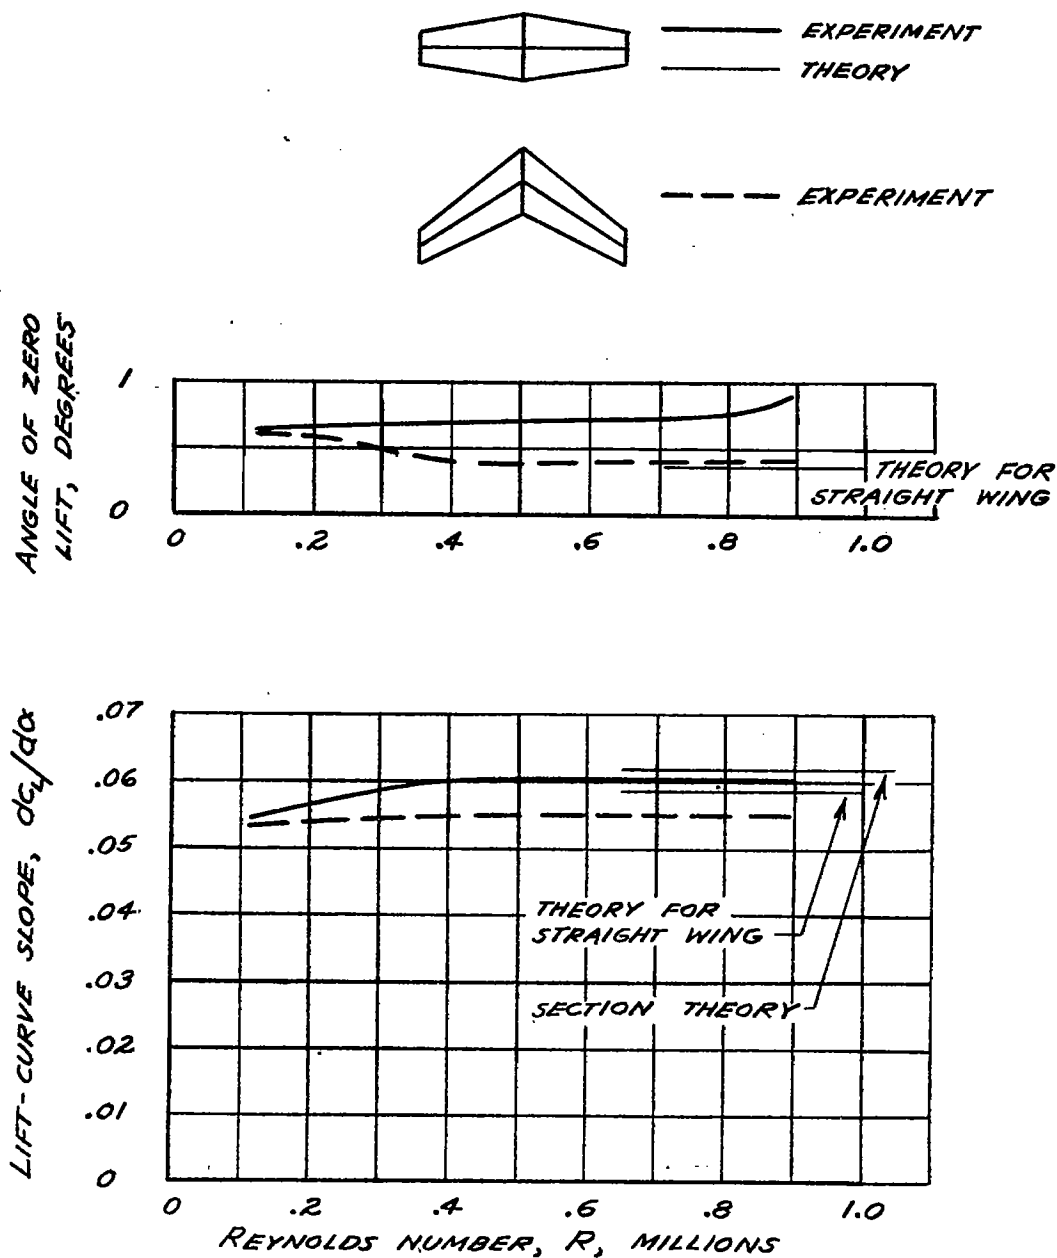 EXPERIMENT
THEORY
EXPERIMENT
ANGLE OF ZERO
LIFT, DEGREES
1
0
0 .2 .4 .6 .8 1.0
THEORY FOR
STRAIGHT WING
LIFT-CURVE SLOPE, dcL/dα
.07
.06
.05
.04
.03
.02
.01
0
THEORY FOR
STRAIGHT WING
SECTION THEORY
0 .2 .4 .6 .8 1.0
REYNOLDS NUMBER, R, MILLIONS